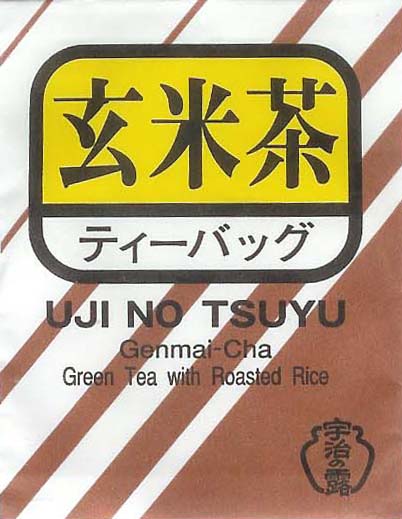 玄米茶
ティーバッグ
UJI NO TSUYU
Genmai-Cha
Green Tea with Roasted Rice
宇治の露